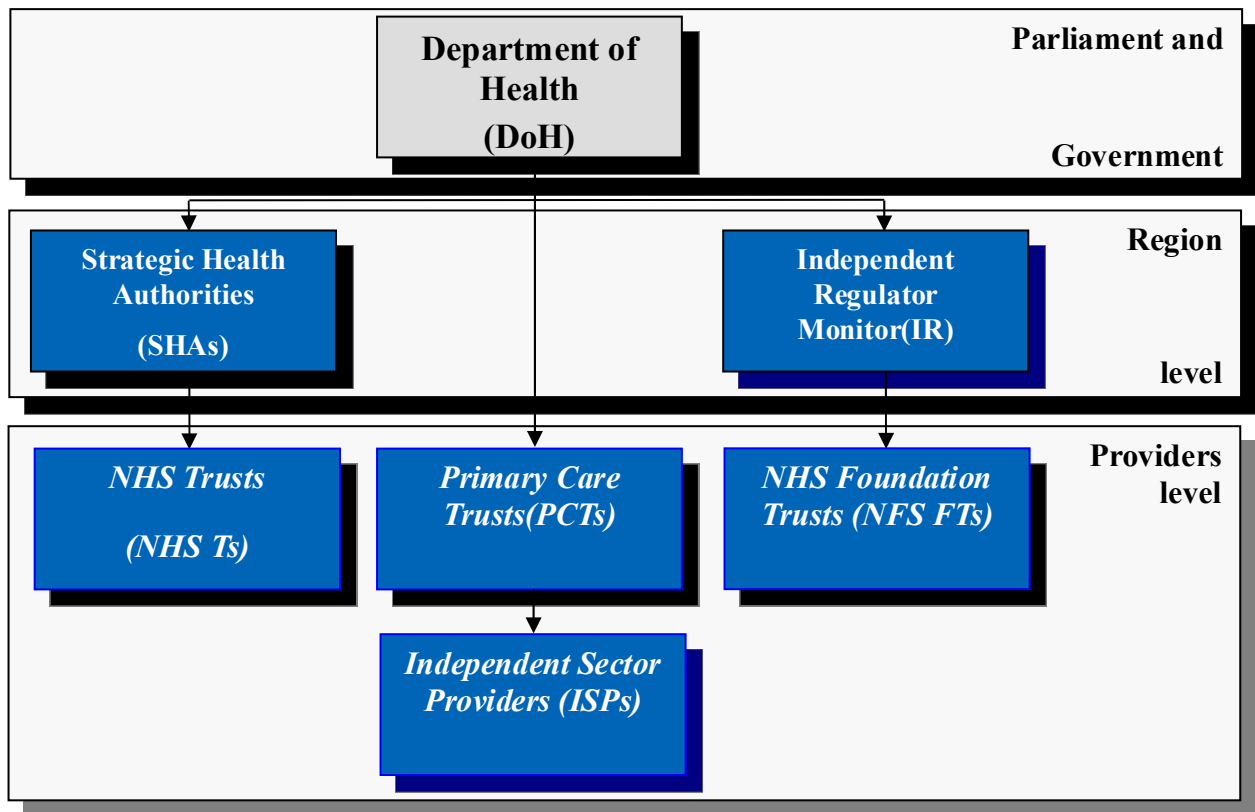 Department of
Health
(DoH)
Parliament and
Government
Strategic Health
Authorities
(SHAs)
Independent
Regulator
Monitor(IR)
Region
level
NHS Trusts
(NHS Ts)
Primary Care
Trusts(PCTs)
NHS Foundation
Trusts (NFS FTs)
Providers
level
Independent Sector
Providers (ISPs)